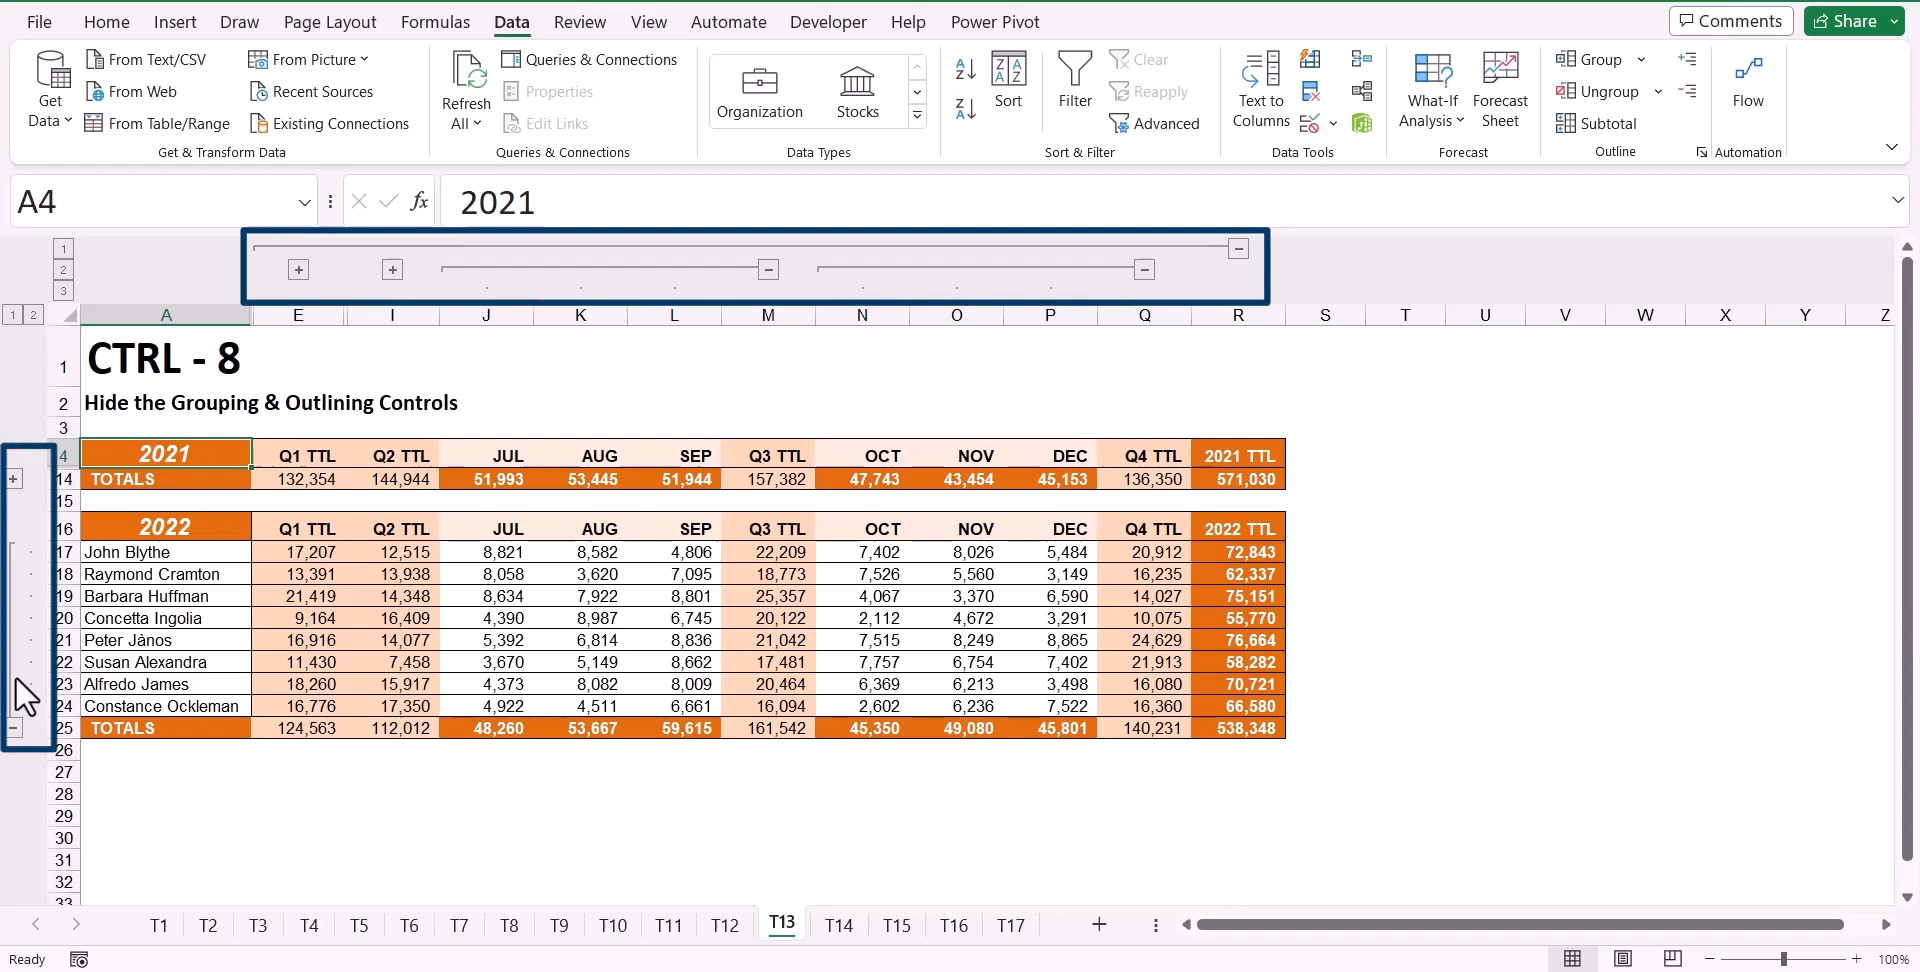 File Home Insert Draw Page Layout Formulas Data Review View Automate Developer Help Power Pivot Comments Share
Get Data
From Text/CSV
From Web
From Table/Range
From Picture
Recent Sources
Existing Connections
Get & Transform Data
Refresh All
Queries & Connections
Properties
Edit Links
Queries & Connections
Organization Stocks
Data Types
A Z
Z A
Z A A Z
Sort
Filter
Clear
Reapply
Advanced
Sort & Filter
Text to Columns
Data Tools
What-If Analysis
Forecast Sheet
Forecast
Group
Ungroup
Subtotal
Outline
Flow
Automation
A4 fx 2021
1
2
3
1 2 A E I J K L M N O P Q R S T U V W X Y Z
1 CTRL - 8
2 Hide the Grouping & Outlining Controls
3
4 2021 Q1 TTL Q2 TTL JUL AUG SEP Q3 TTL OCT NOV DEC Q4 TTL 2021 TTL
14 TOTALS 132,354 144,944 51,993 53,445 51,944 157,382 47,743 43,454 45,153 136,350 571,030
15
16 2022 Q1 TTL Q2 TTL JUL AUG SEP Q3 TTL OCT NOV DEC Q4 TTL 2022 TTL
17 John Blythe 17,207 12,515 8,821 8,582 4,806 22,209 7,402 8,026 5,484 20,912 72,843
18 Raymond Cramton 13,391 13,938 8,058 3,620 7,095 18,773 7,526 5,560 3,149 16,235 62,337
19 Barbara Huffman 21,419 14,348 8,634 7,922 8,801 25,357 4,067 3,370 6,590 14,027 75,151
20 Concetta Ingolia 9,164 16,409 4,390 8,987 6,745 20,122 2,112 4,672 3,291 10,075 55,770
21 Peter Jànos 16,916 14,077 5,392 6,814 8,836 21,042 7,515 8,249 8,865 24,629 76,664
22 Susan Alexandra 11,430 7,458 3,670 5,149 8,662 17,481 7,757 6,754 7,402 21,913 58,282
23 Alfredo James 18,260 15,917 4,373 8,082 8,009 20,464 6,369 6,213 3,498 16,080 70,721
24 Constance Ockleman 16,776 17,350 4,922 4,511 6,661 16,094 2,602 6,236 7,522 16,360 66,580
25 TOTALS 124,563 112,012 48,260 53,667 59,615 161,542 45,350 49,080 45,801 140,231 538,348
26
27
28
29
30
31
32
33
T1 T2 T3 T4 T5 T6 T7 T8 T9 T10 T11 T12 T13 T14 T15 T16 T17
Ready 100%